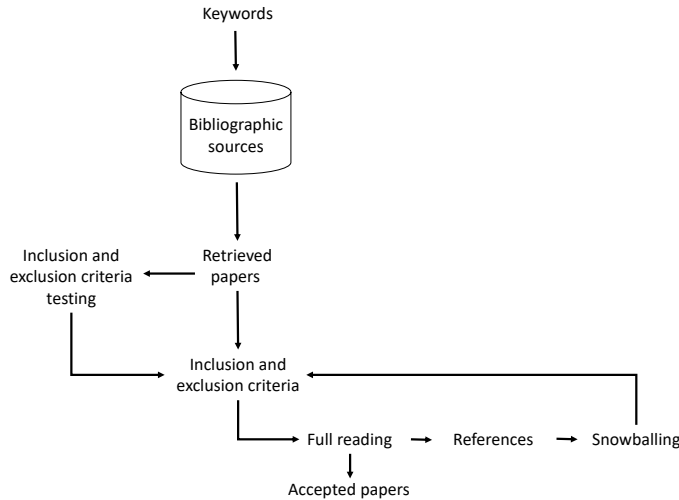 Keywords
Bibliographic
sources
Inclusion and
exclusion criteria
testing
Retrieved
papers
Inclusion and
exclusion criteria
Full reading
References
Snowballing
Accepted papers